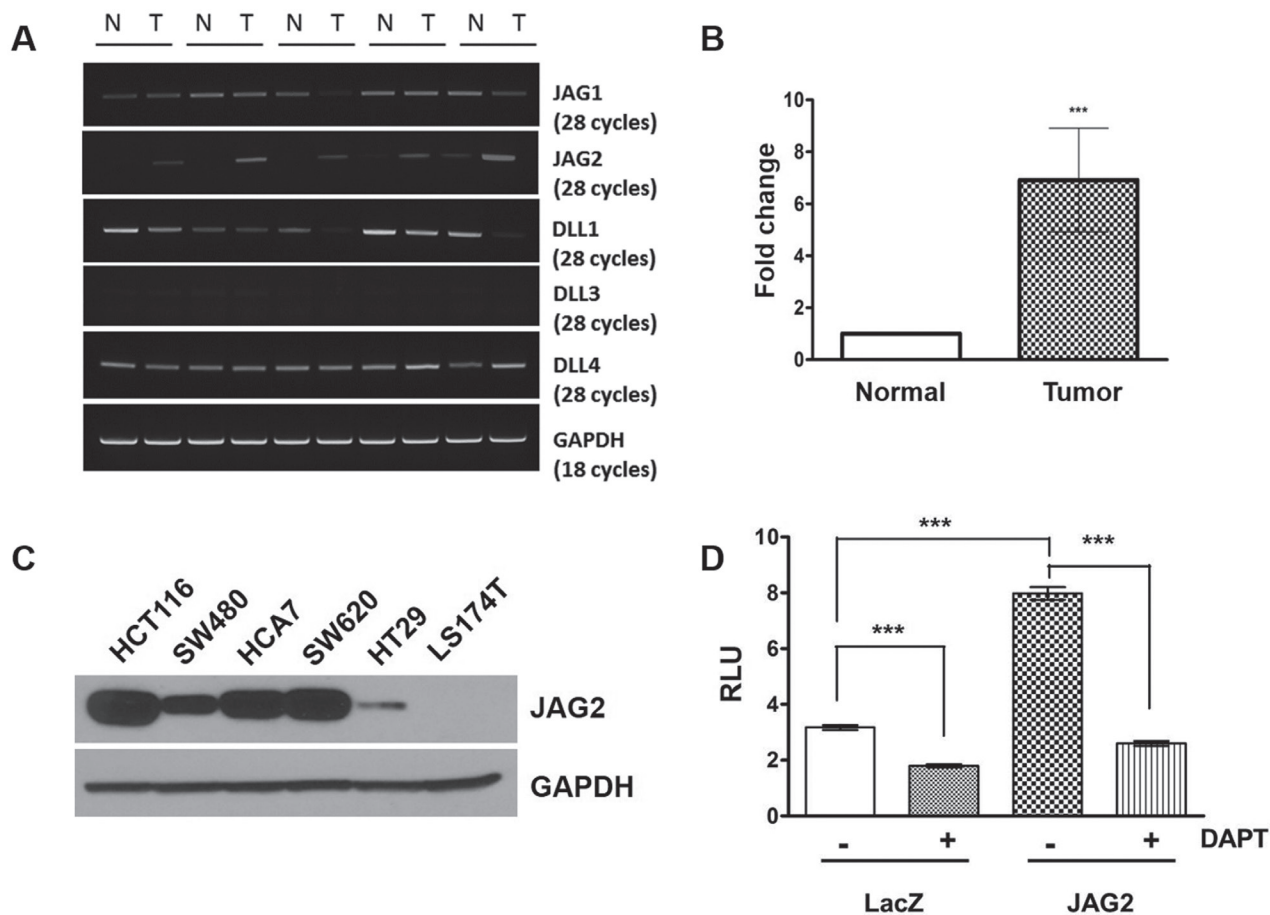 A
N T N T N T N T N T
JAG1
(28 cycles)
JAG2
(28 cycles)
DLL1
(28 cycles)
DLL3
(28 cycles)
DLL4
(28 cycles)
GAPDH
(18 cycles)
B
***
10
8
6
4
2
0
Fold change
Normal Tumor
C
HCT116
SW480
HCA7
SW620
HT29
LS174T
JAG2
GAPDH
D
***
***
***
10
8
6
4
2
0
RLU
- + - + DAPT
LacZ JAG2